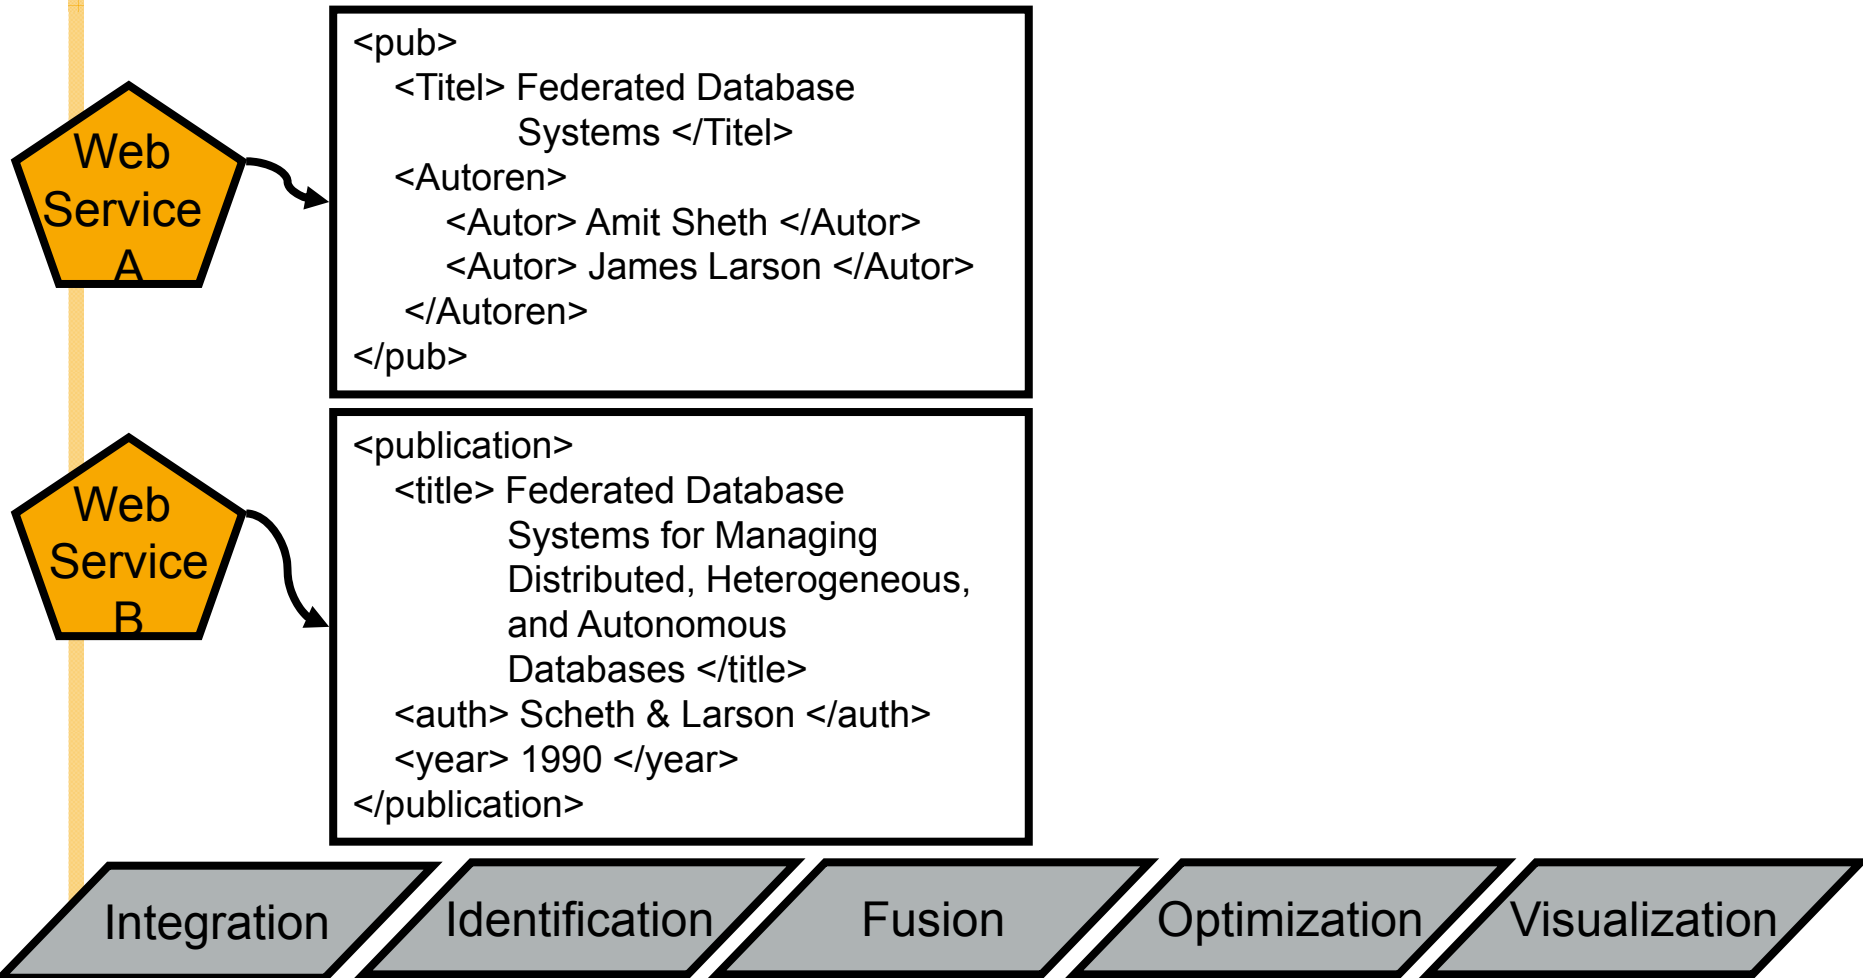 Web
Service
A
<pub>
<Titel> Federated Database
Systems </Titel>
<Autoren>
<Autor> Amit Sheth </Autor>
<Autor> James Larson </Autor>
</Autoren>
</pub>
Web
Service
B
<publication>
<title> Federated Database
Systems for Managing
Distributed, Heterogeneous,
and Autonomous
Databases </title>
<auth> Scheth & Larson </auth>
<year> 1990 </year>
</publication>
Integration
Identification
Fusion
Optimization
Visualization